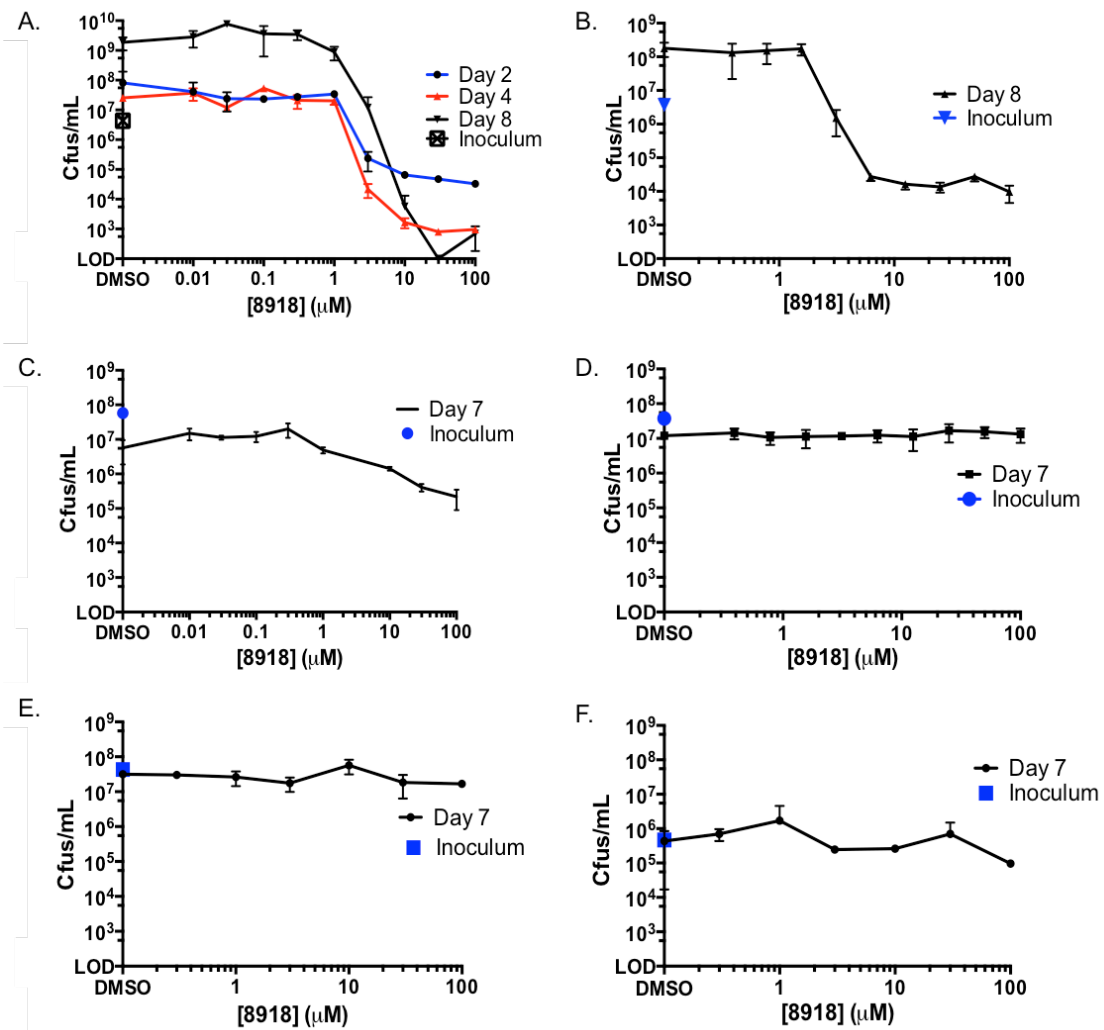 A.
Cfus/mL
10^10
10^9
10^8
10^7
10^6
10^5
10^4
10^3
LOD
DMSO 0.01 0.1 1 10 100
[8918] (μM)
Day 2
Day 4
Day 8
Inoculum
B.
Cfus/mL
10^9
10^8
10^7
10^6
10^5
10^4
10^3
LOD
DMSO 1 10 100
[8918] (μM)
Day 8
Inoculum
C.
Cfus/mL
10^9
10^8
10^7
10^6
10^5
10^4
10^3
LOD
DMSO 0.01 0.1 1 10 100
[8918] (μM)
Day 7
Inoculum
D.
Cfus/mL
10^9
10^8
10^7
10^6
10^5
10^4
10^3
LOD
DMSO 1 10 100
[8918] (μM)
Day 7
Inoculum
E.
Cfus/mL
10^9
10^8
10^7
10^6
10^5
10^4
10^3
LOD
DMSO 1 10 100
[8918] (μM)
Day 7
Inoculum
F.
Cfus/mL
10^9
10^8
10^7
10^6
10^5
10^4
10^3
LOD
DMSO 1 10 100
[8918] (μM)
Day 7
Inoculum